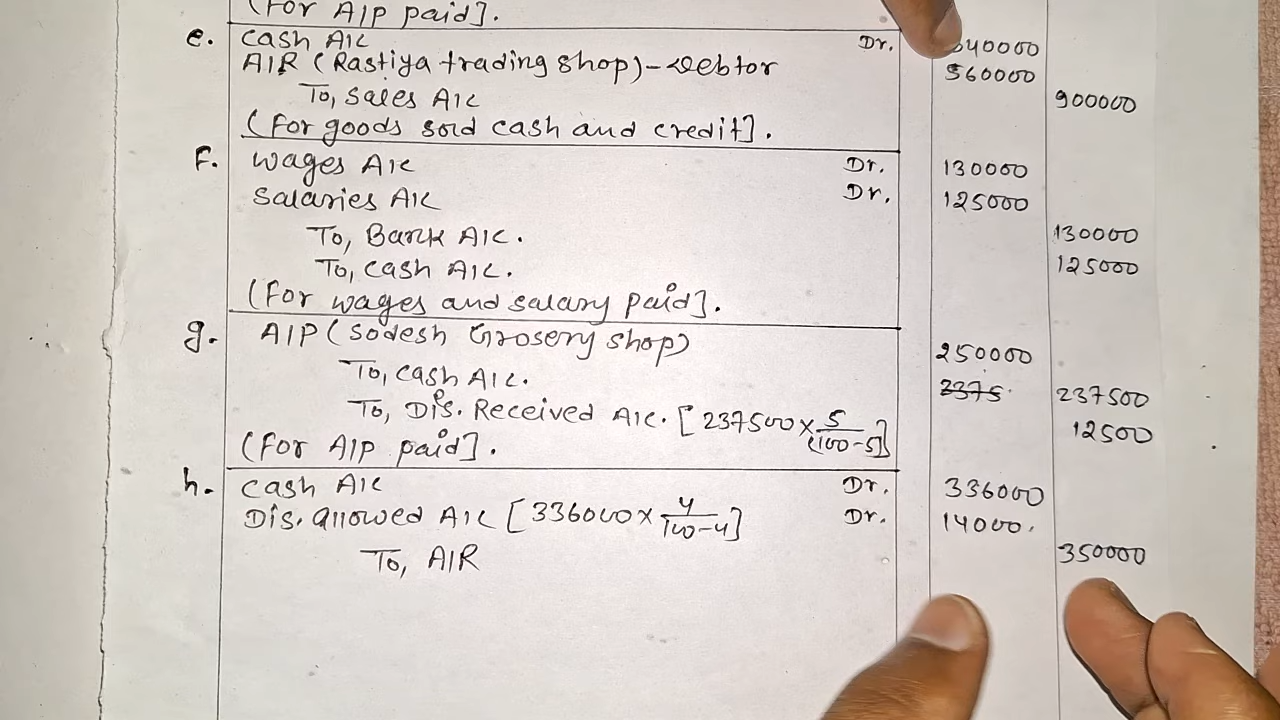 (For A/P paid].
e. Cash A/C Dr. 340000
A/R (Rastiya trading shop) - Debtor 560000
To, Sales A/C 900000
(For goods sold cash and credit].
F. Wages A/C Dr. 130000
Salaries A/C Dr. 125000
To, Bank A/C. 130000
To, Cash A/C. 125000
(For wages and salary paid].
g. A/P (Sodesh Grosery shop) 250000
To, Cash A/C. 2375. 237500
To, Dis. Received A/C. [237500 × 5/(100-5)] 12500
(For A/P paid].
h. Cash A/C Dr. 336000
Dis. allowed A/C [336000 × 4/100-4] Dr. 14000.
To, A/R 350000